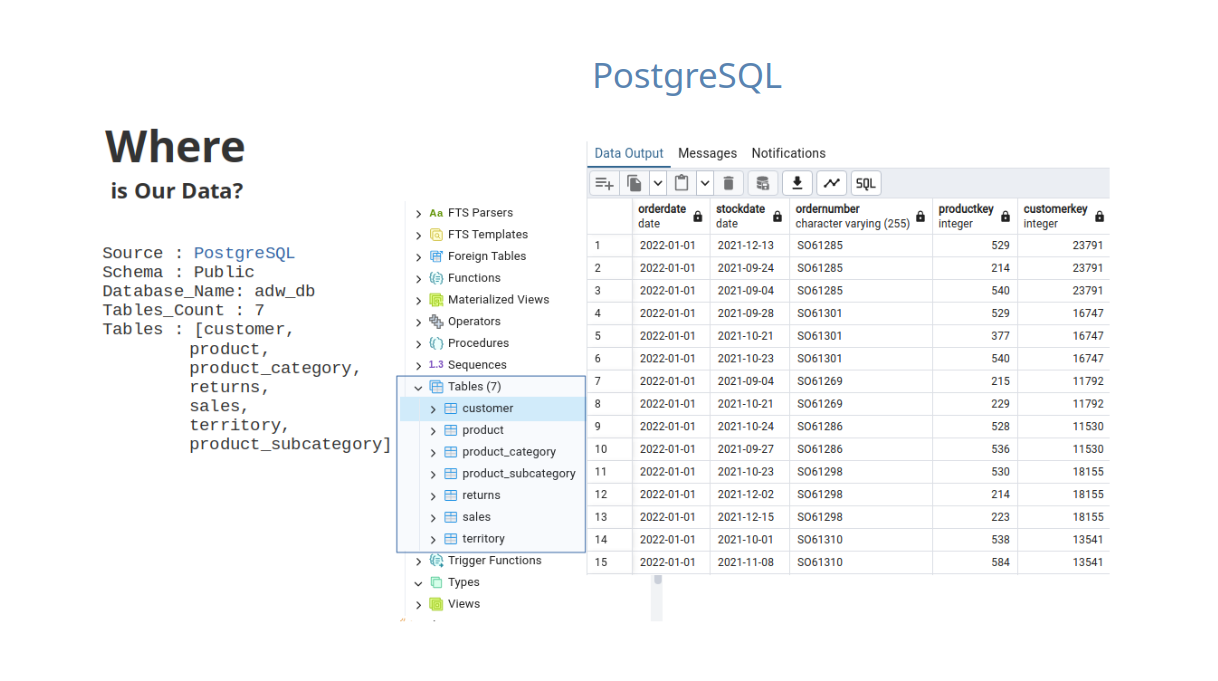 PostgreSQL
Where
is Our Data?
Source : PostgreSQL
Schema : Public
Database_Name: adw_db
Tables_Count : 7
Tables : [customer,
product,
product_category,
returns,
sales,
territory,
product_subcategory]
Aa FTS Parsers
FTS Templates
Foreign Tables
Functions
Materialized Views
Operators
Procedures
1..3 Sequences
Tables (7)
customer
product
product_category
product_subcategory
returns
sales
territory
Trigger Functions
Types
Views
Data Output Messages Notifications
SQL
orderdate stockdate ordernumber productkey customerkey
date date character varying (255) integer integer
1 2022-01-01 2021-12-13 SO61285 529 23791
2 2022-01-01 2021-09-24 SO61285 214 23791
3 2022-01-01 2021-09-04 SO61285 540 23791
4 2022-01-01 2021-09-28 SO61301 529 16747
5 2022-01-01 2021-10-21 SO61301 377 16747
6 2022-01-01 2021-10-23 SO61301 540 16747
7 2022-01-01 2021-09-04 SO61269 215 11792
8 2022-01-01 2021-10-21 SO61269 229 11792
9 2022-01-01 2021-10-24 SO61286 528 11530
10 2022-01-01 2021-09-27 SO61286 536 11530
11 2022-01-01 2021-10-23 SO61298 530 18155
12 2022-01-01 2021-12-02 SO61298 214 18155
13 2022-01-01 2021-12-15 SO61298 223 18155
14 2022-01-01 2021-10-01 SO61310 538 13541
15 2022-01-01 2021-11-08 SO61310 584 13541